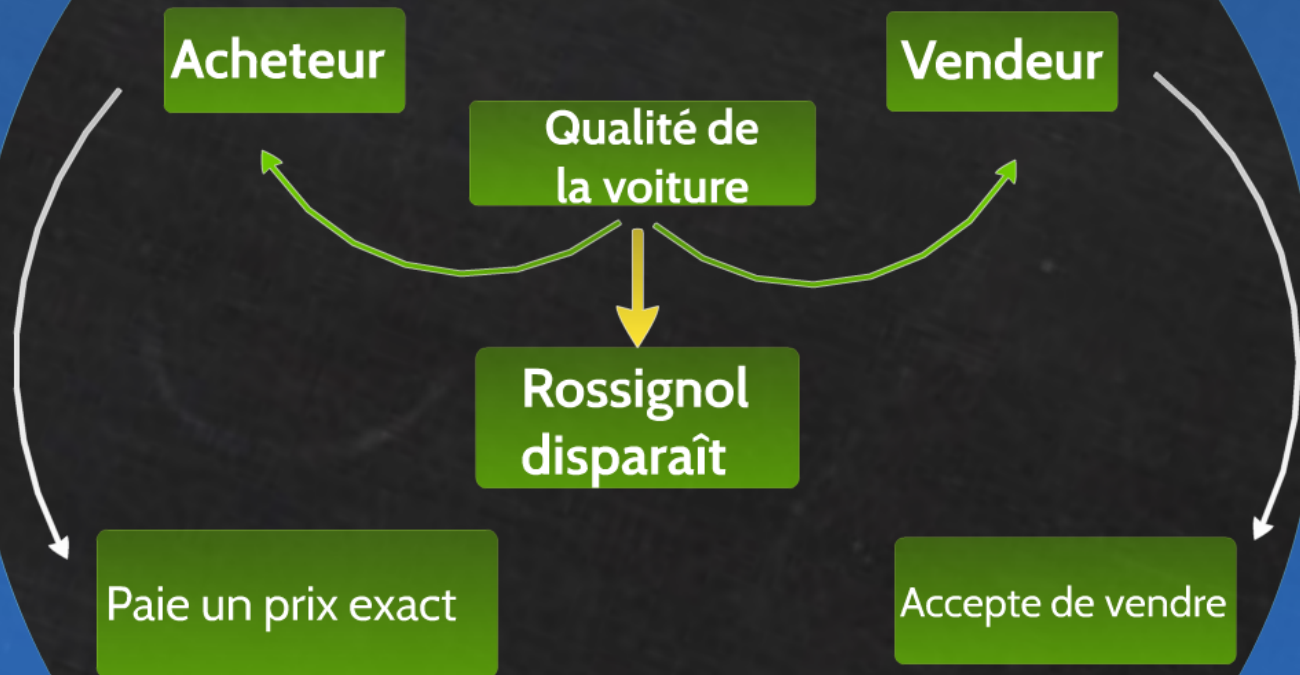 Acheteur
Vendeur
Qualité de
la voiture
Rossignol
disparaît
Paie un prix exact
Accepte de vendre